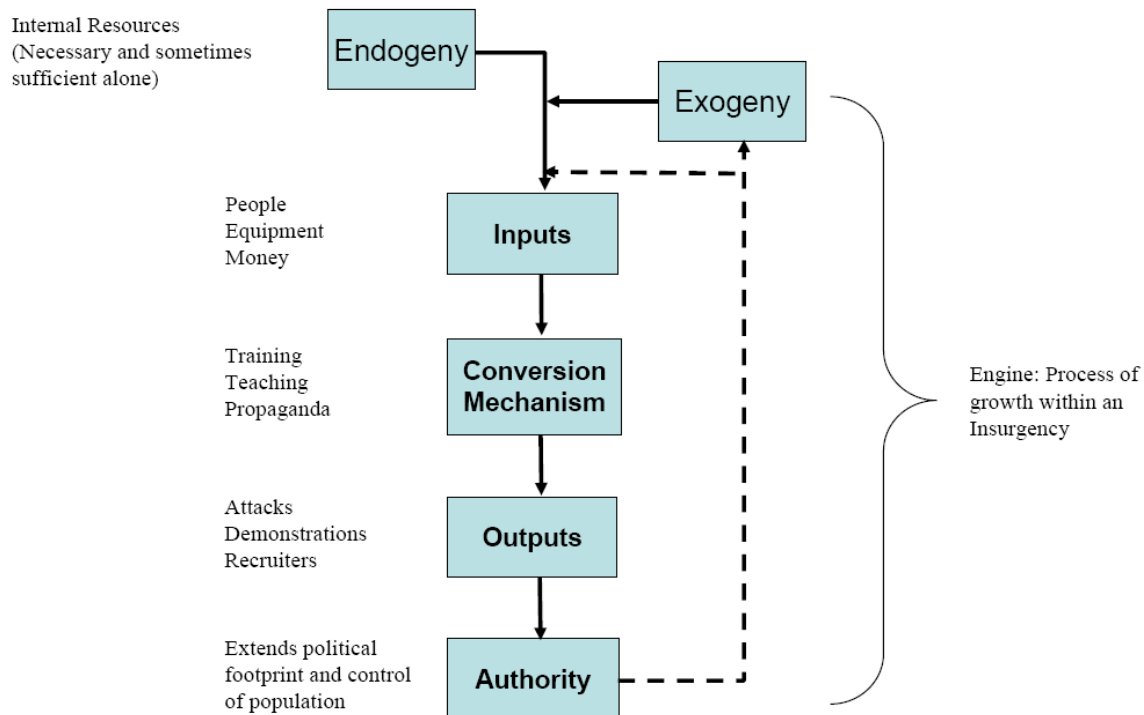 Internal Resources
(Necessary and sometimes
sufficient alone)
Endogeny
Exogeny
People
Equipment
Money
Inputs
Training
Teaching
Propaganda
Conversion
Mechanism
Engine: Process of
growth within an
Insurgency
Attacks
Demonstrations
Recruiters
Outputs
Extends political
footprint and control
of population
Authority